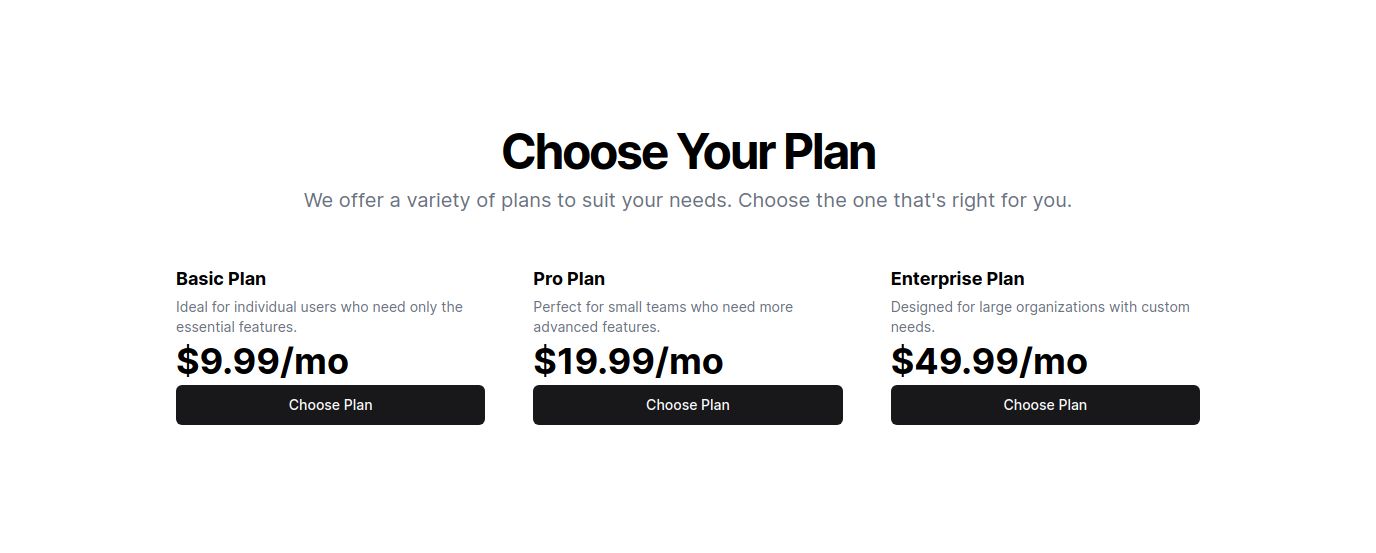 Choose Your Plan
We offer a variety of plans to suit your needs. Choose the one that's right for you.
Basic Plan
Ideal for individual users who need only the
essential features.
$9.99/mo
Choose Plan
Pro Plan
Perfect for small teams who need more
advanced features.
$19.99/mo
Choose Plan
Enterprise Plan
Designed for large organizations with custom
needs.
$49.99/mo
Choose Plan